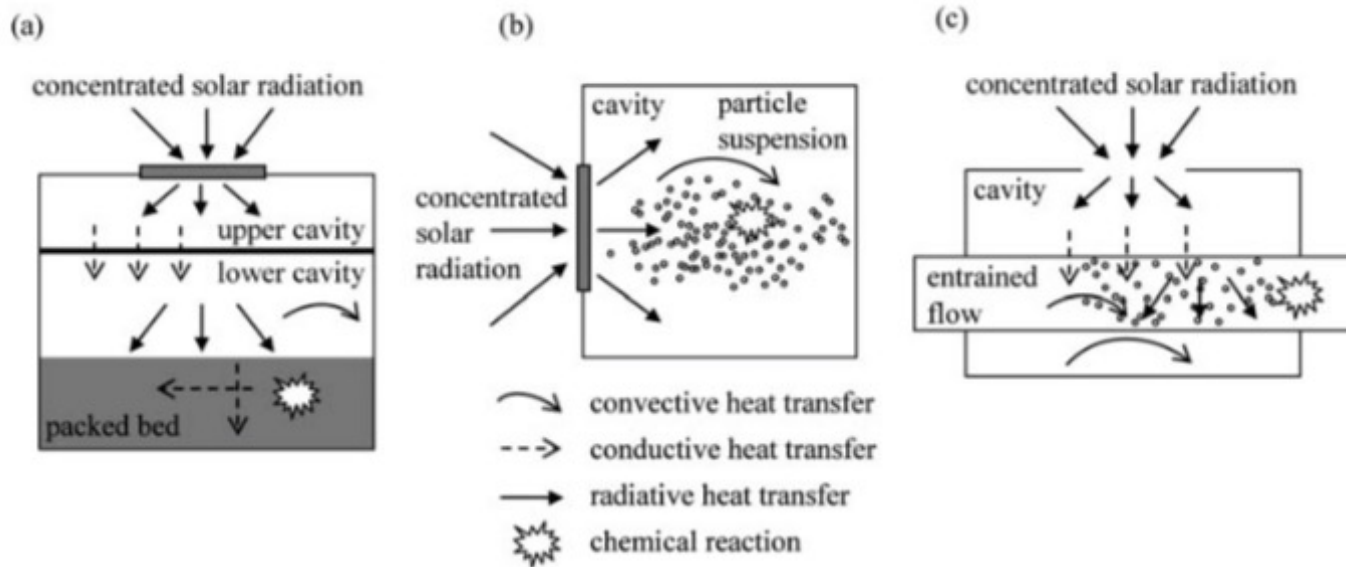 (a)
concentrated solar radiation
upper cavity
lower cavity
packed bed
(b)
cavity
particle
suspension
concentrated
solar
radiation
convective heat transfer
conductive heat transfer
radiative heat transfer
chemical reaction
(c)
concentrated solar radiation
cavity
entrained
flow